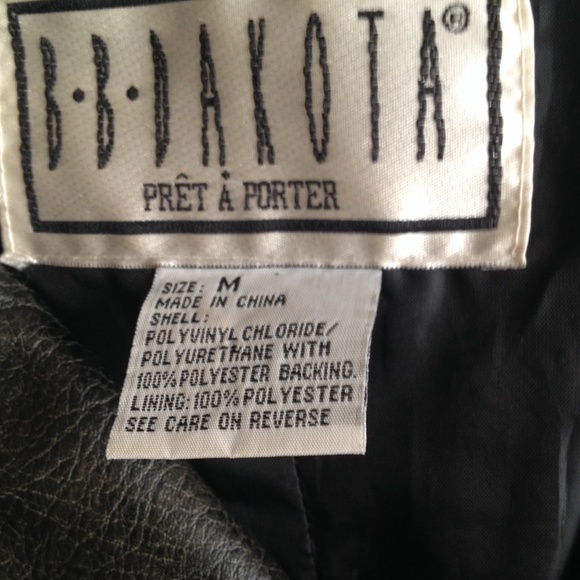 B·B·DAKOTA®
PRÊT À PORTER
SIZE: M
MADE IN CHINA
SHELL:
POLYVINYL CHLORIDE/
POLYURETHANE WITH
100% POLYESTER BACKING.
LINING: 100% POLYESTER
SEE CARE ON REVERSE